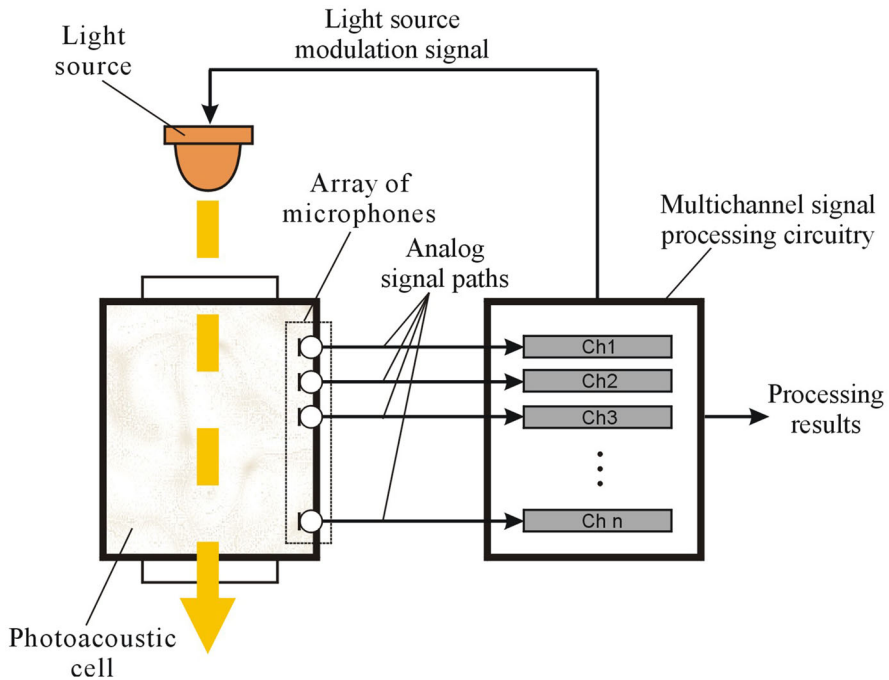 Light source
modulation signal
Light
source
Array of
microphones
Analog
signal paths
Multichannel signal
processing circuitry
Ch1
Ch2
Ch3
Ch n
Processing
results
Photoacoustic
cell